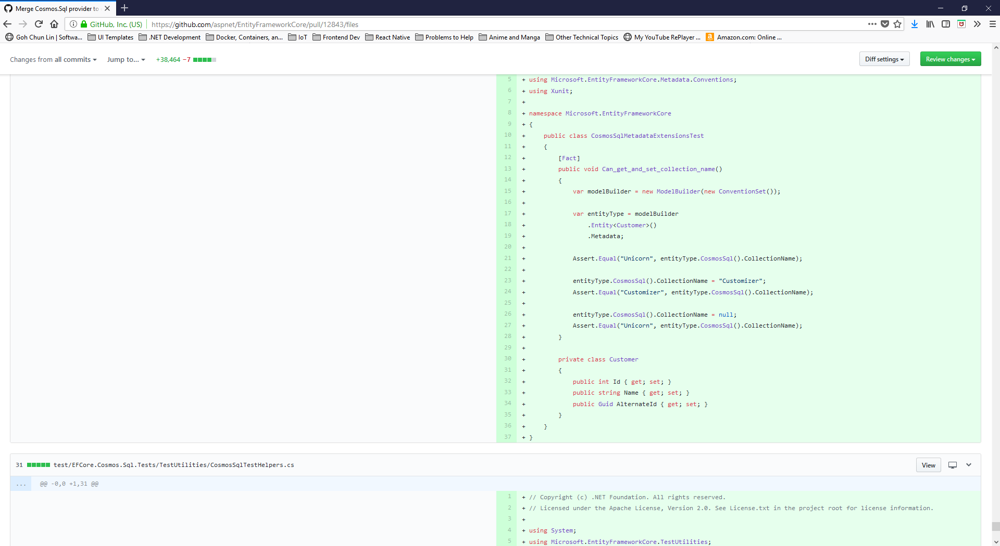 Merge Cosmos.Sql provider to
GitHub, Inc. (US) https://github.com/aspnet/EntityFrameworkCore/pull/12843/files
Goh Chun Lin | Softwa... UI Templates .NET Development Docker, Containers, an... IoT Frontend Dev React Native Problems to Help Anime and Manga Other Technical Topics My YouTube RePlayer ... Amazon.com: Online ...
Changes from all commits Jump to... +38,464 −7 Diff settings Review changes
5 + using Microsoft.EntityFrameworkCore.Metadata.Conventions;
6 + using Xunit;
7 +
8 + namespace Microsoft.EntityFrameworkCore
9 + {
10 + public class CosmosSqlMetadataExtensionsTest
11 + {
12 + [Fact]
13 + public void Can_get_and_set_collection_name()
14 + {
15 + var modelBuilder = new ModelBuilder(new ConventionSet());
16 +
17 + var entityType = modelBuilder
18 + .Entity<Customer>()
19 + .Metadata;
20 +
21 + Assert.Equal("Unicorn", entityType.CosmosSql().CollectionName);
22 +
23 + entityType.CosmosSql().CollectionName = "Customizer";
24 + Assert.Equal("Customizer", entityType.CosmosSql().CollectionName);
25 +
26 + entityType.CosmosSql().CollectionName = null;
27 + Assert.Equal("Unicorn", entityType.CosmosSql().CollectionName);
28 + }
29 +
30 + private class Customer
31 + {
32 + public int Id { get; set; }
33 + public string Name { get; set; }
34 + public Guid AlternateId { get; set; }
35 + }
36 + }
37 + }
31 test/EFCore.Cosmos.Sql.Tests/TestUtilities/CosmosSqlTestHelpers.cs View
... @@ -0,0 +1,31 @@
1 + // Copyright (c) .NET Foundation. All rights reserved.
2 + // Licensed under the Apache License, Version 2.0. See License.txt in the project root for license information.
3 +
4 + using System;
5 + using Microsoft.EntityFrameworkCore.TestUtilities;